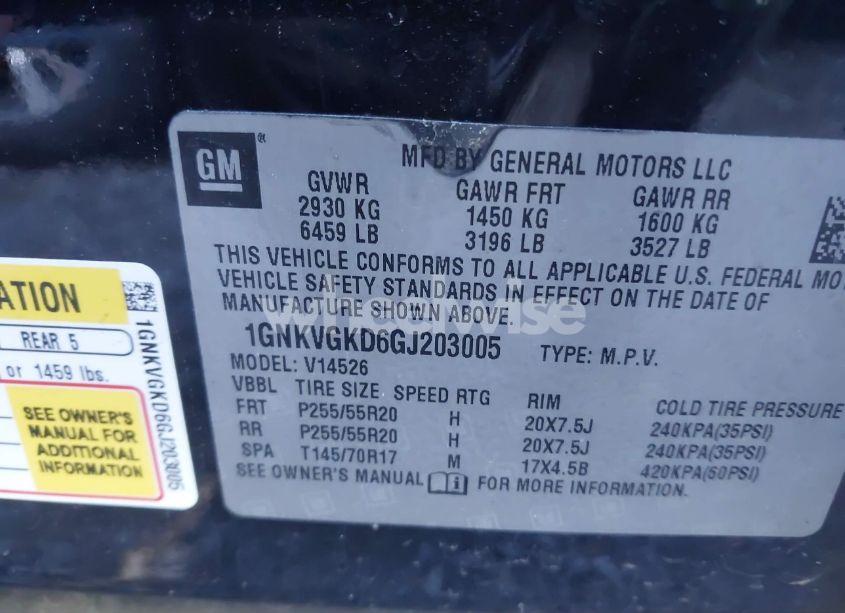 GM
MFD BY GENERAL MOTORS LLC
GVWR GAWR FRT GAWR RR
2930 KG 1450 KG 1600 KG
6459 LB 3196 LB 3527 LB
THIS VEHICLE CONFORMS TO ALL APPLICABLE U.S. FEDERAL MO
VEHICLE SAFETY STANDARDS IN EFFECT ON THE DATE OF
MANUFACTURE SHOWN ABOVE.
1GNKVGKD6GJ203005 TYPE: M.P.V.
MODEL: V14526
VBBL TIRE SIZE SPEED RTG RIM COLD TIRE PRESSURE
FRT P255/55R20 H 20X7.5J 240KPA(35PSI)
RR P255/55R20 H 20X7.5J 240KPA(35PSI)
SPA T145/70R17 M 17X4.5B 420KPA(60PSI)
SEE OWNER'S MANUAL FOR MORE INFORMATION.
ATION
REAR 5
or 1459 lbs.
SEE OWNER'S
MANUAL FOR
ADDITIONAL
INFORMATION
1GNKVGKD6GJ203005
wheelwise